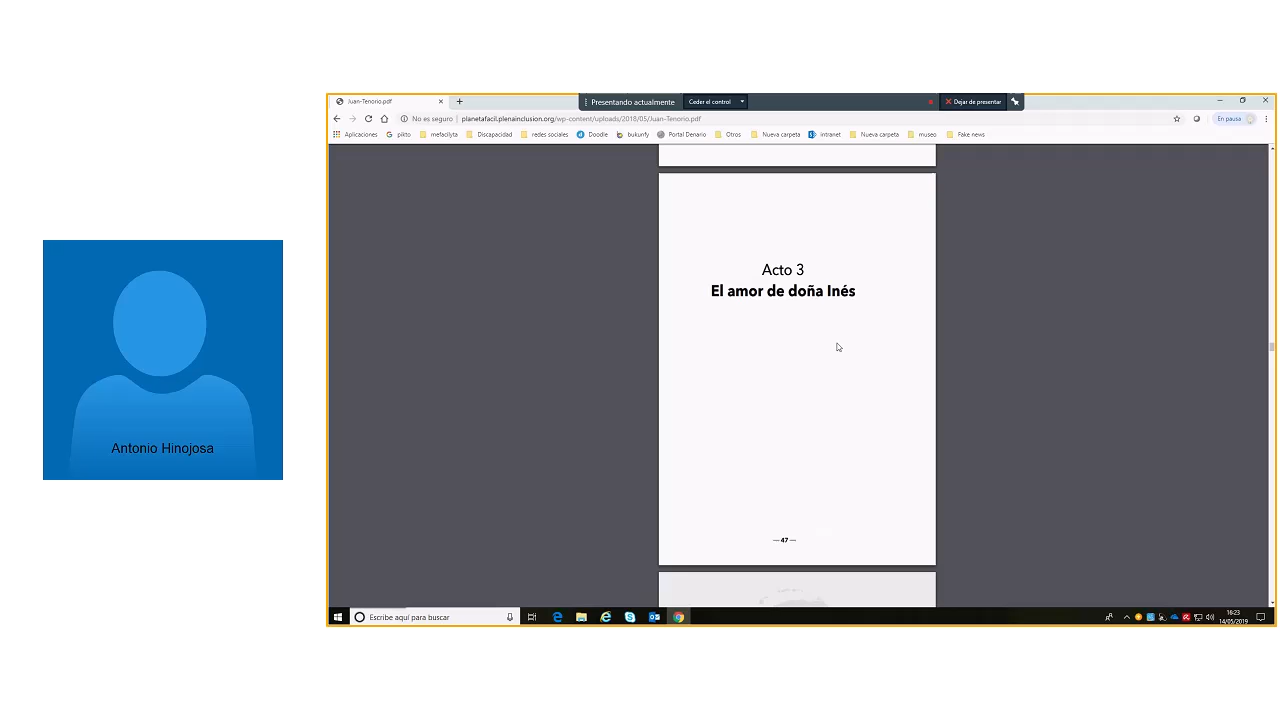 Juan-Tenorio.pdf
Presentando actualmente
Ceder el control
Dejar de presentar
No es seguro
planetafacil.plenainclusion.org/wp-content/uploads/2018/05/Juan-Tenorio.pdf
En pausa
Aplicaciones
pikto
mefacilyta
Discapacidad
redes sociales
Doodle
bukunfy
Portal Denario
Otros
Nueva carpeta
intranet
Nueva carpeta
museo
Fake news
Acto 3
El amor de doña Inés
— 47 —
Antonio Hinojosa
Escribe aquí para buscar
18:23
14/05/2019